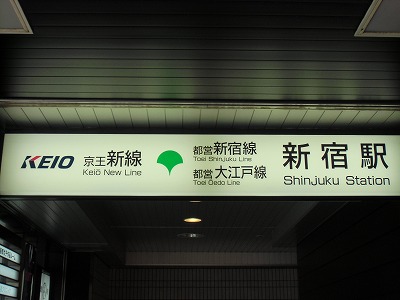 KEIO
京王新線
Keiō New Line
都営新宿線
Toei Shinjuku Line
都営大江戸線
Toei Oedo Line
新宿駅
Shinjuku Station